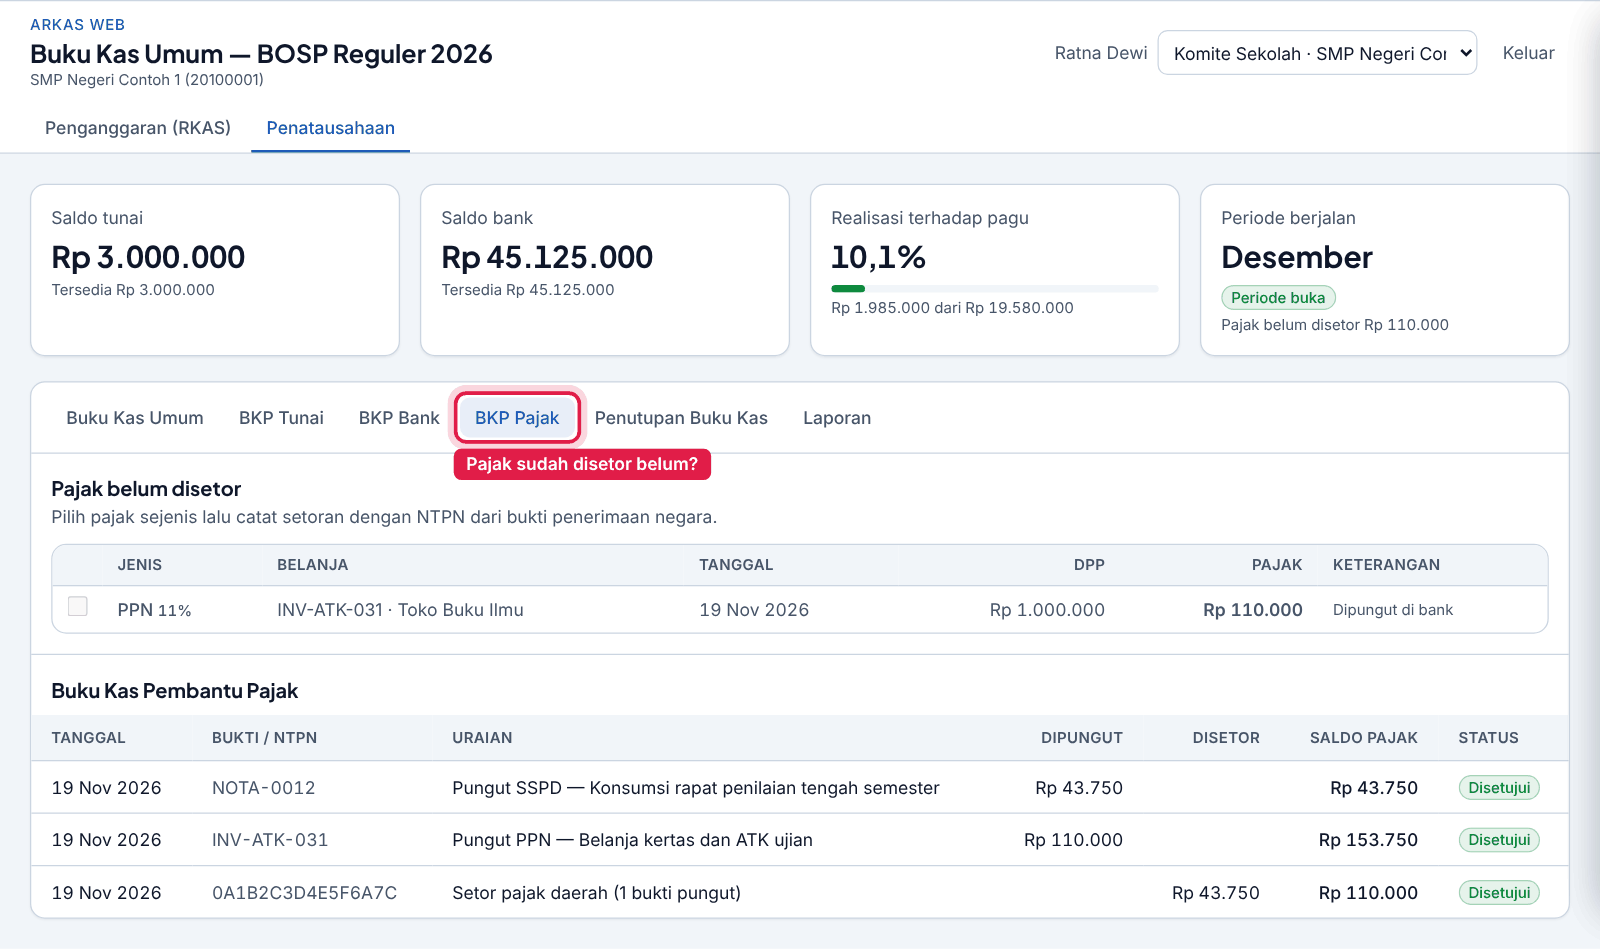 ARKAS WEB
Buku Kas Umum — BOSP Reguler 2026
SMP Negeri Contoh 1 (20100001)
Ratna Dewi
Komite Sekolah · SMP Negeri Cor
Keluar
Penganggaran (RKAS)
Penatausahaan
Saldo tunai
Rp 3.000.000
Tersedia Rp 3.000.000
Saldo bank
Rp 45.125.000
Tersedia Rp 45.125.000
Realisasi terhadap pagu
10,1%
Rp 1.985.000 dari Rp 19.580.000
Periode berjalan
Desember
Periode buka
Pajak belum disetor Rp 110.000
Buku Kas Umum BKP Tunai BKP Bank BKP Pajak Penutupan Buku Kas Laporan
Pajak sudah disetor belum?
Pajak belum disetor
Pilih pajak sejenis lalu catat setoran dengan NTPN dari bukti penerimaan negara.
JENIS BELANJA TANGGAL DPP PAJAK KETERANGAN
PPN 11% INV-ATK-031 · Toko Buku Ilmu 19 Nov 2026 Rp 1.000.000 Rp 110.000 Dipungut di bank
Buku Kas Pembantu Pajak
TANGGAL BUKTI / NTPN URAIAN DIPUNGUT DISETOR SALDO PAJAK STATUS
19 Nov 2026 NOTA-0012 Pungut SSPD — Konsumsi rapat penilaian tengah semester Rp 43.750 Rp 43.750 Disetujui
19 Nov 2026 INV-ATK-031 Pungut PPN — Belanja kertas dan ATK ujian Rp 110.000 Rp 153.750 Disetujui
19 Nov 2026 0A1B2C3D4E5F6A7C Setor pajak daerah (1 bukti pungut) Rp 43.750 Rp 110.000 Disetujui